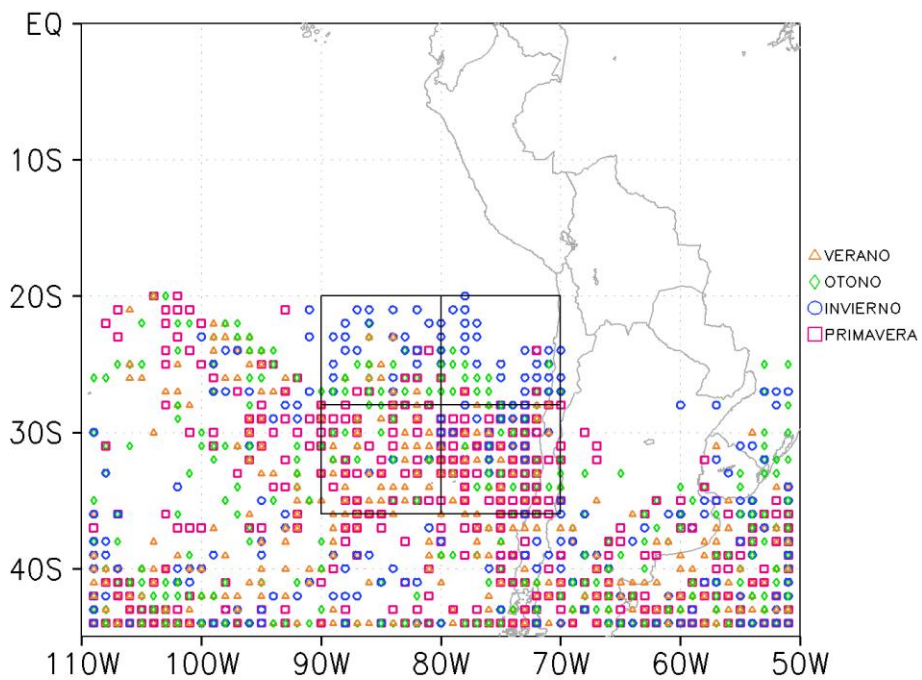 EQ
10S
20S
30S
40S
110W 100W 90W 80W 70W 60W 50W
VERANO
OTONO
INVIERNO
PRIMAVERA